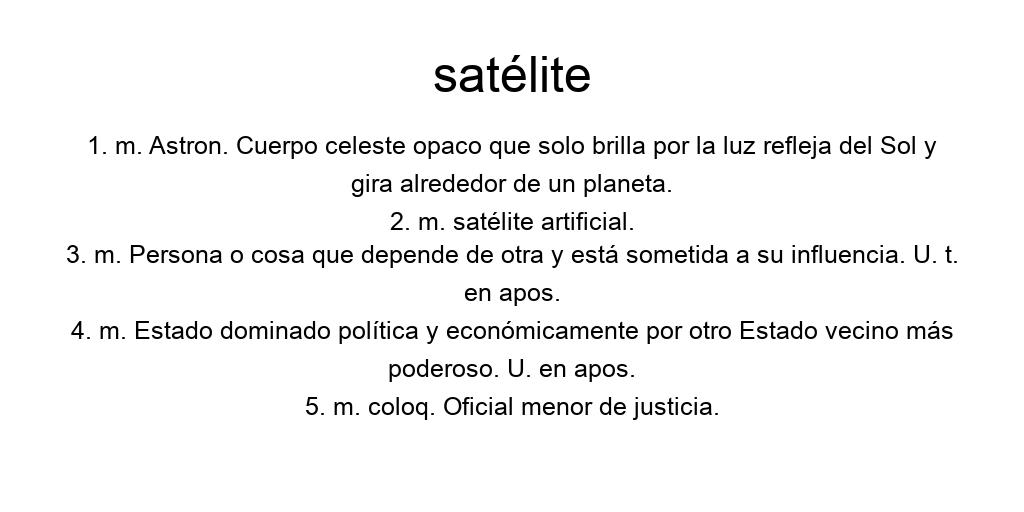 satélite
1. m. Astron. Cuerpo celeste opaco que solo brilla por la luz refleja del Sol y
gira alrededor de un planeta.
2. m. satélite artificial.
3. m. Persona o cosa que depende de otra y está sometida a su influencia. U. t.
en apos.
4. m. Estado dominado política y económicamente por otro Estado vecino más
poderoso. U. en apos.
5. m. coloq. Oficial menor de justicia.